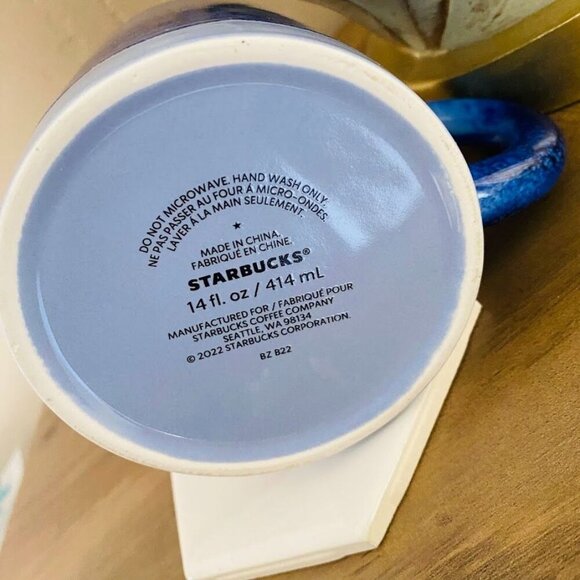 DO NOT MICROWAVE. HAND WASH ONLY.
NE PAS PASSER AU FOUR Á MICRO-ONDES.
LAVER À LA MAIN SEULEMENT.
MADE IN CHINA.
FABRIQUÉ EN CHINE.
STARBUCKS®
14 fl. oz / 414 mL
MANUFACTURED FOR / FABRIQUÉ POUR
STARBUCKS COFFEE COMPANY
SEATTLE, WA 98134
© 2022 STARBUCKS CORPORATION.
BZ B22